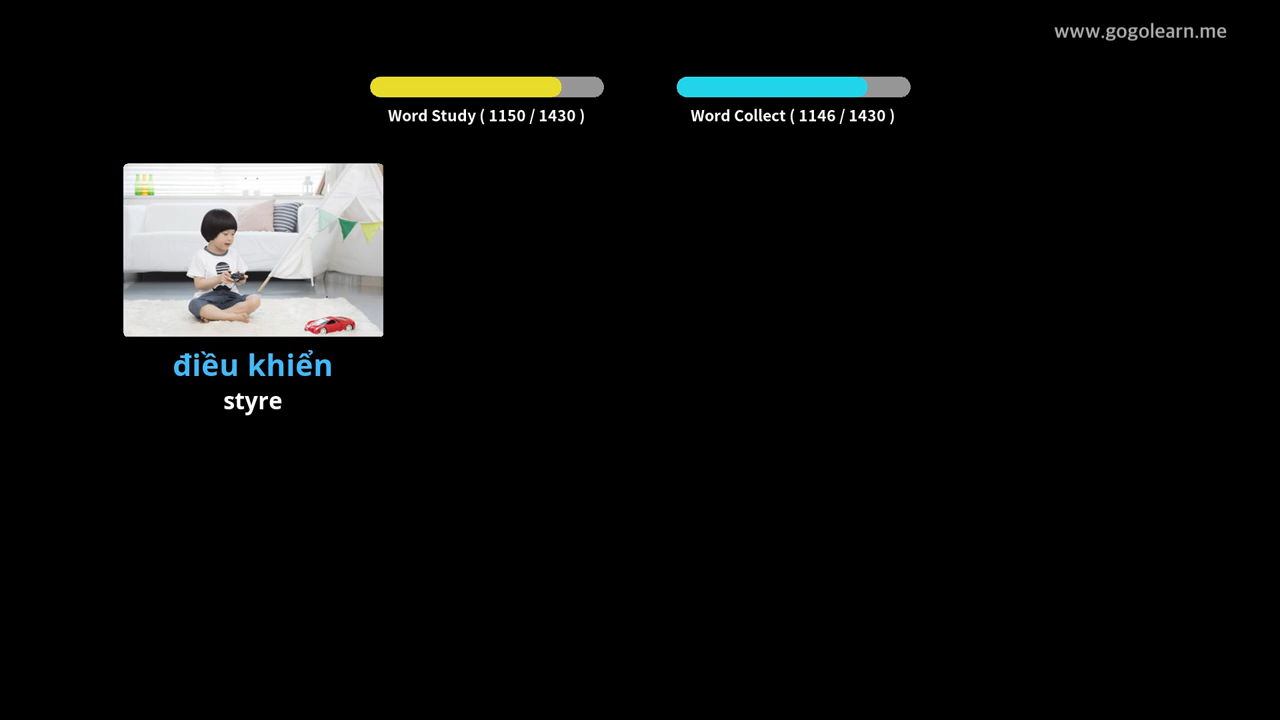 www.gogolearn.me
Word Study ( 1150 / 1430 )
Word Collect ( 1146 / 1430 )
điều khiển
styre